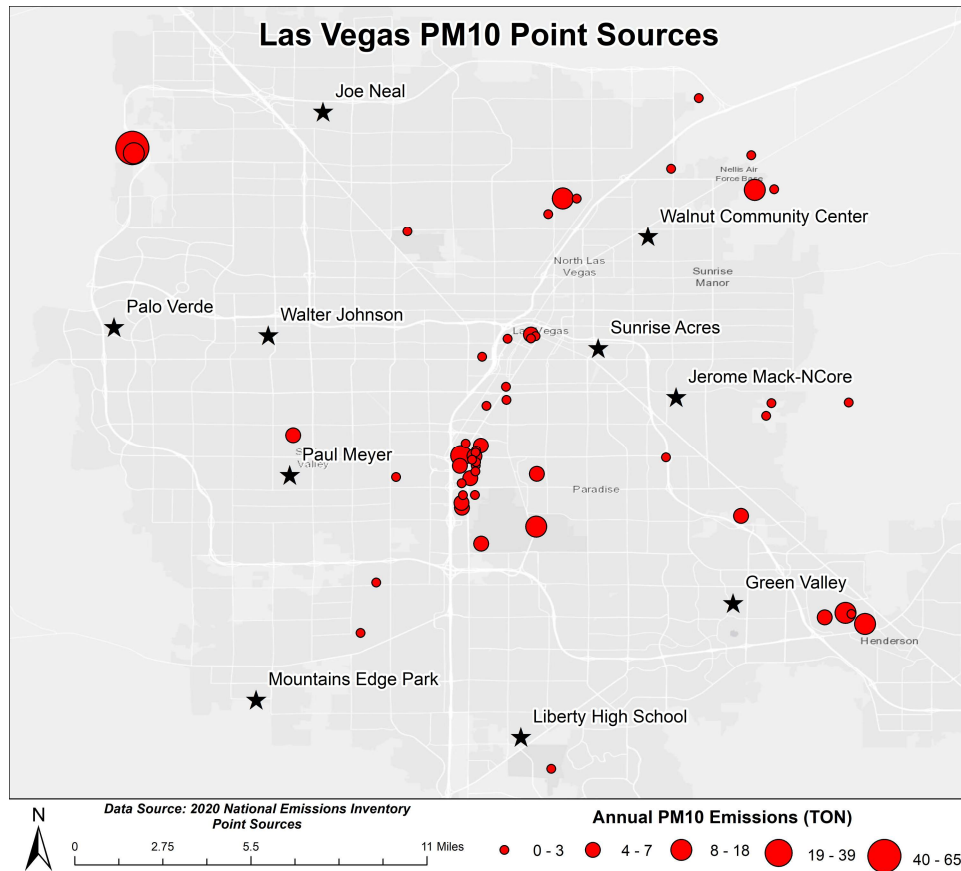 Las Vegas PM10 Point Sources
Joe Neal
Nellis Air
Force Base
Walnut Community Center
North Las
Vegas
Sunrise
Manor
Palo Verde
Walter Johnson
Las Vegas
Sunrise Acres
Jerome Mack-NCore
Paul Meyer
Valley
Paradise
Green Valley
Henderson
Mountains Edge Park
Liberty High School
N
Data Source: 2020 National Emissions Inventory
Point Sources
0 2.75 5.5 11 Miles
Annual PM10 Emissions (TON)
0 - 3 4 - 7 8 - 18 19 - 39 40 - 65